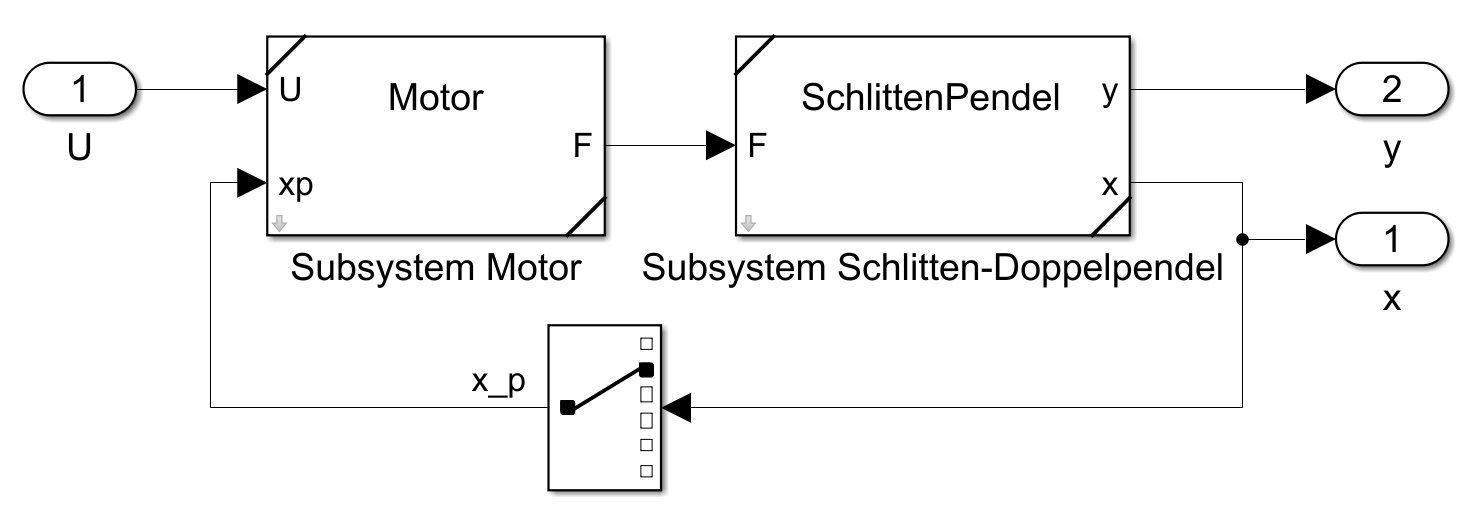 1
U
U
xp
Motor
F
Subsystem Motor
F
SchlittenPendel
y
x
Subsystem Schlitten-Doppelpendel
2
y
1
x
x_p